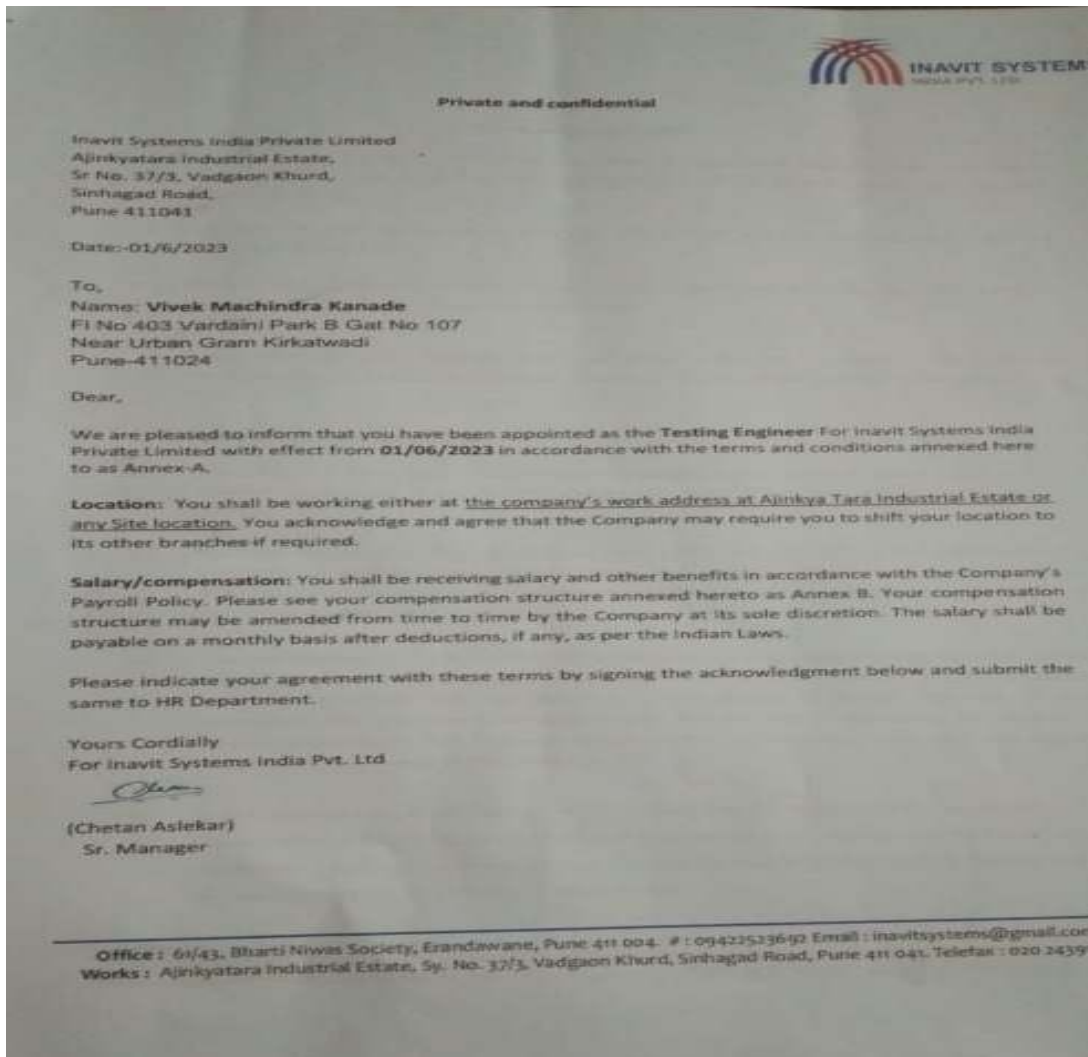 INAVIT SYSTEM
INDIA PVT. LTD
Private and confidential
Inavit Systems India Private Limited
Ajinkyatara Industrial Estate,
Sr No. 37/3, Vadgaon Khurd,
Sinhagad Road,
Pune 411041
Date:-01/6/2023
To,
Name: Vivek Machindra Kanade
Fl No 403 Vardaini Park B Gat No 107
Near Urban Gram Kirkatwadi
Pune-411024
Dear,
We are pleased to inform that you have been appointed as the Testing Engineer For Inavit Systems India
Private Limited with effect from 01/06/2023 in accordance with the terms and conditions annexed here
to as Annex-A.
Location: You shall be working either at the company's work address at Ajinkya Tara Industrial Estate or
any Site location. You acknowledge and agree that the Company may require you to shift your location to
its other branches if required.
Salary/compensation: You shall be receiving salary and other benefits in accordance with the Company's
Payroll Policy. Please see your compensation structure annexed hereto as Annex B. Your compensation
structure may be amended from time to time by the Company at its sole discretion. The salary shall be
payable on a monthly basis after deductions, if any, as per the Indian Laws.
Please indicate your agreement with these terms by signing the acknowledgment below and submit the
same to HR Department.
Yours Cordially
For Inavit Systems India Pvt. Ltd
(Chetan Aslekar)
Sr. Manager
Office : 61/43, Bharti Niwas Society, Erandawane, Pune 411 004. # : 09422523692 Email : inavitsystems@gmail.com
Works : Ajinkyatara Industrial Estate, Sy. No. 37/3, Vadgaon Khurd, Sinhagad Road, Pune 411 041. Telefax : 020 2439